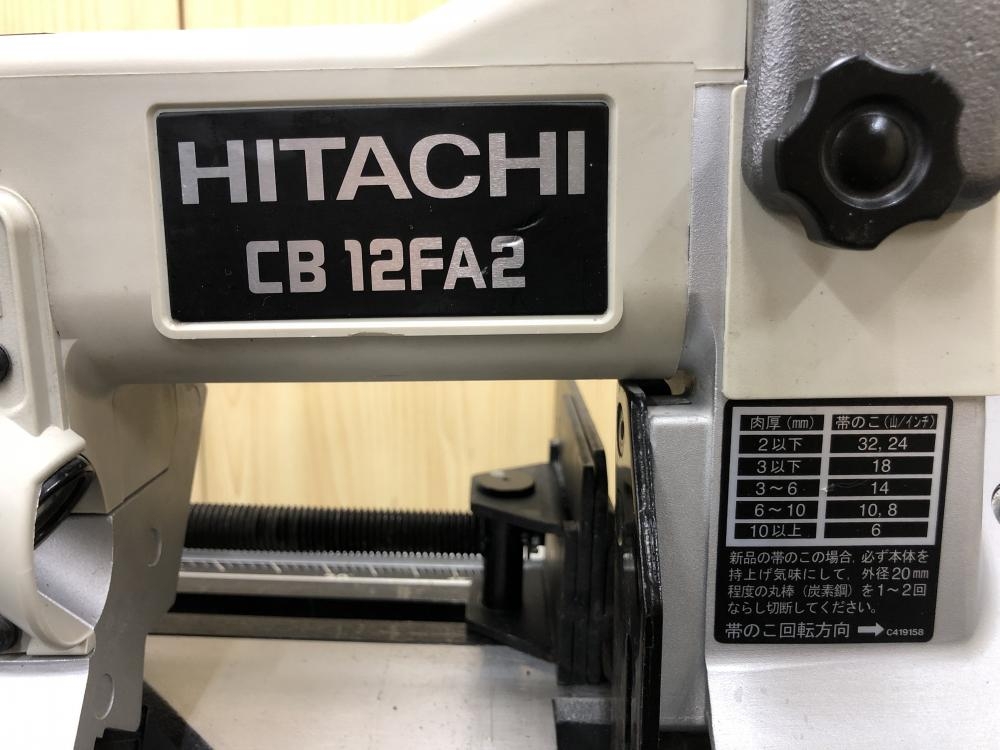 HITACHI
CB 12FA2
肉厚(mm) 帯のこ(山/インチ)
2以下 32, 24
3以下 18
3〜6 14
6〜10 10, 8
10以上 6
新品の帯のこの場合, 必ず本体を
持上げ気味にして, 外径20mm
程度の丸棒(炭素鋼)を1〜2回
ならし切断してください。
帯のこ回転方向 → C419158